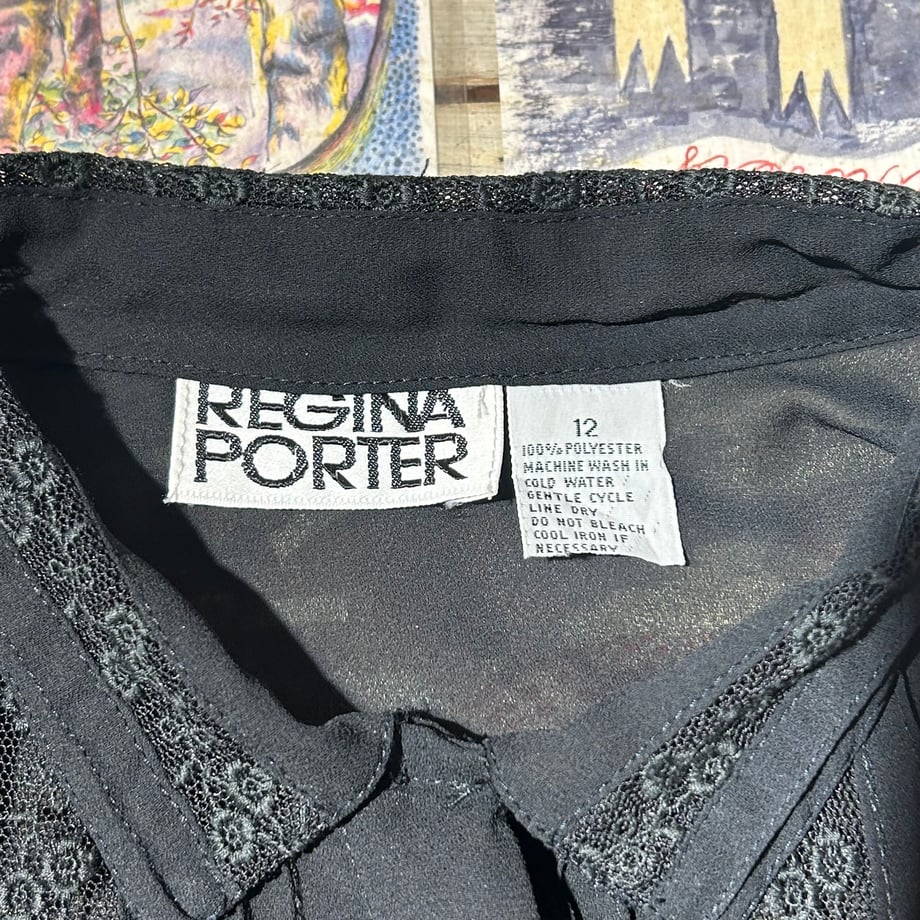 REGINA
PORTER
12
100% POLYESTER
MACHINE WASH IN
COLD WATER
GENTLE CYCLE
LINE DRY
DO NOT BLEACH
COOL IRON IF
NECESSARY